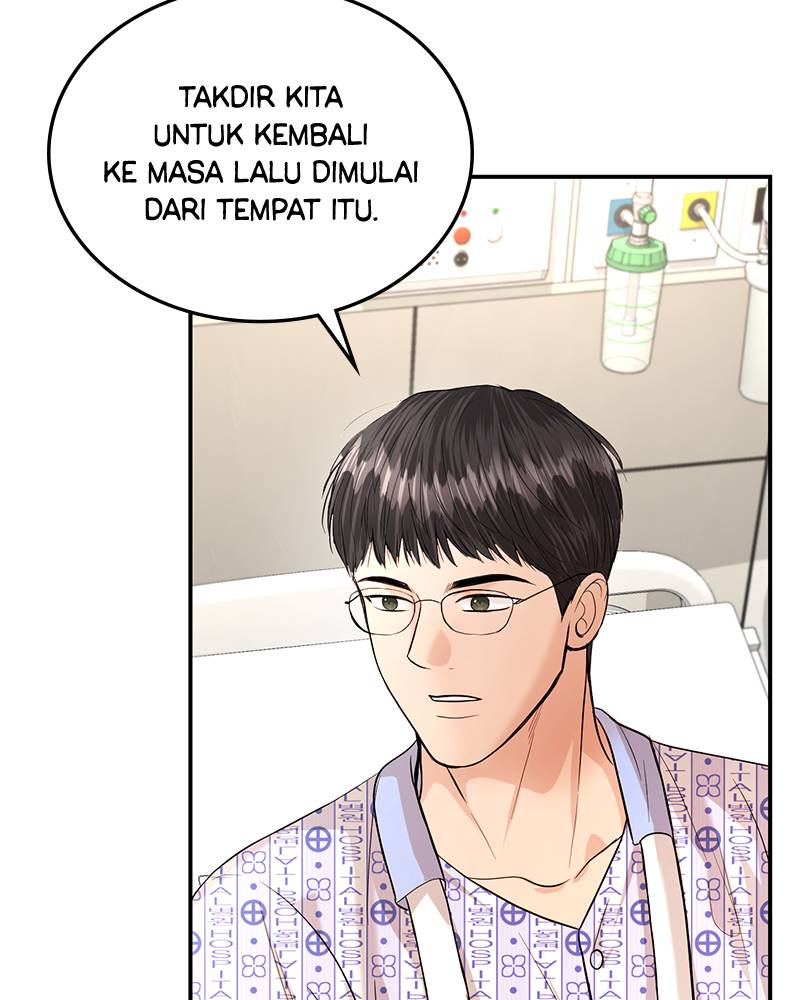 TAKDIR KITA
UNTUK KEMBALI
KE MASA LALU DIMULAI
DARI TEMPAT ITU.